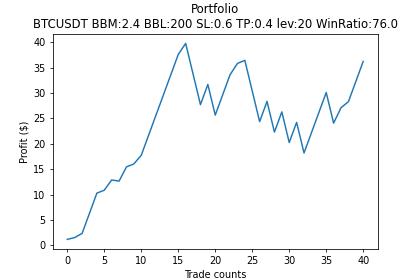 Portfolio
BTCUSDT BBM:2.4 BBL:200 SL:0.6 TP:0.4 lev:20 WinRatio:76.0
40
35
30
25
20
15
10
5
0
Profit ($)
0 5 10 15 20 25 30 35 40
Trade counts